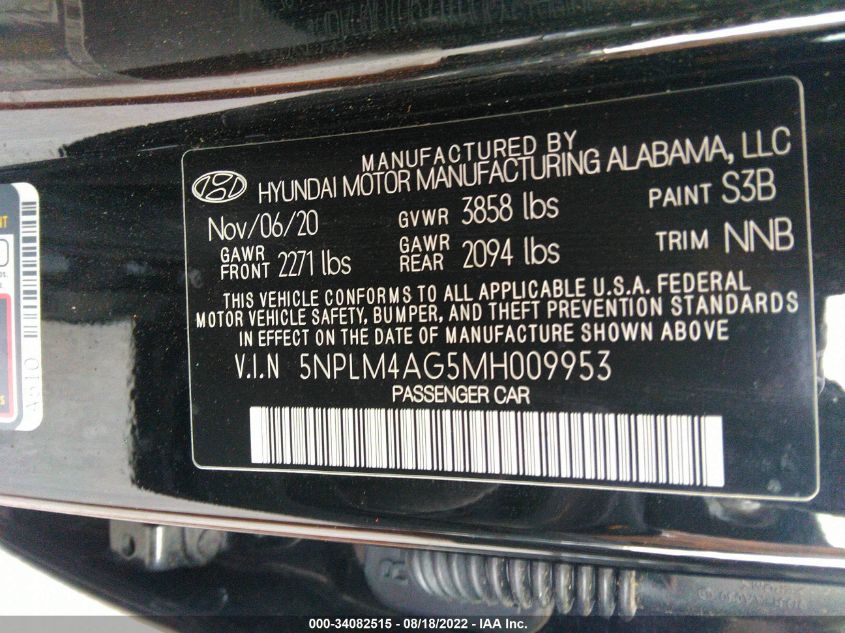 MANUFACTURED BY
HYUNDAI MOTOR MANUFACTURING ALABAMA, LLC
Nov/06/20 GVWR 3858 lbs PAINT S3B
GAWR FRONT 2271 lbs GAWR REAR 2094 lbs TRIM NNB
THIS VEHICLE CONFORMS TO ALL APPLICABLE U.S.A. FEDERAL
MOTOR VEHICLE SAFETY, BUMPER, AND THEFT PREVENTION STANDARDS
IN EFFECT ON THE DATE OF MANUFACTURE SHOWN ABOVE
V.I.N 5NPLM4AG5MH009953
PASSENGER CAR
A510
000-34082515 - 08/18/2022 - IAA Inc.